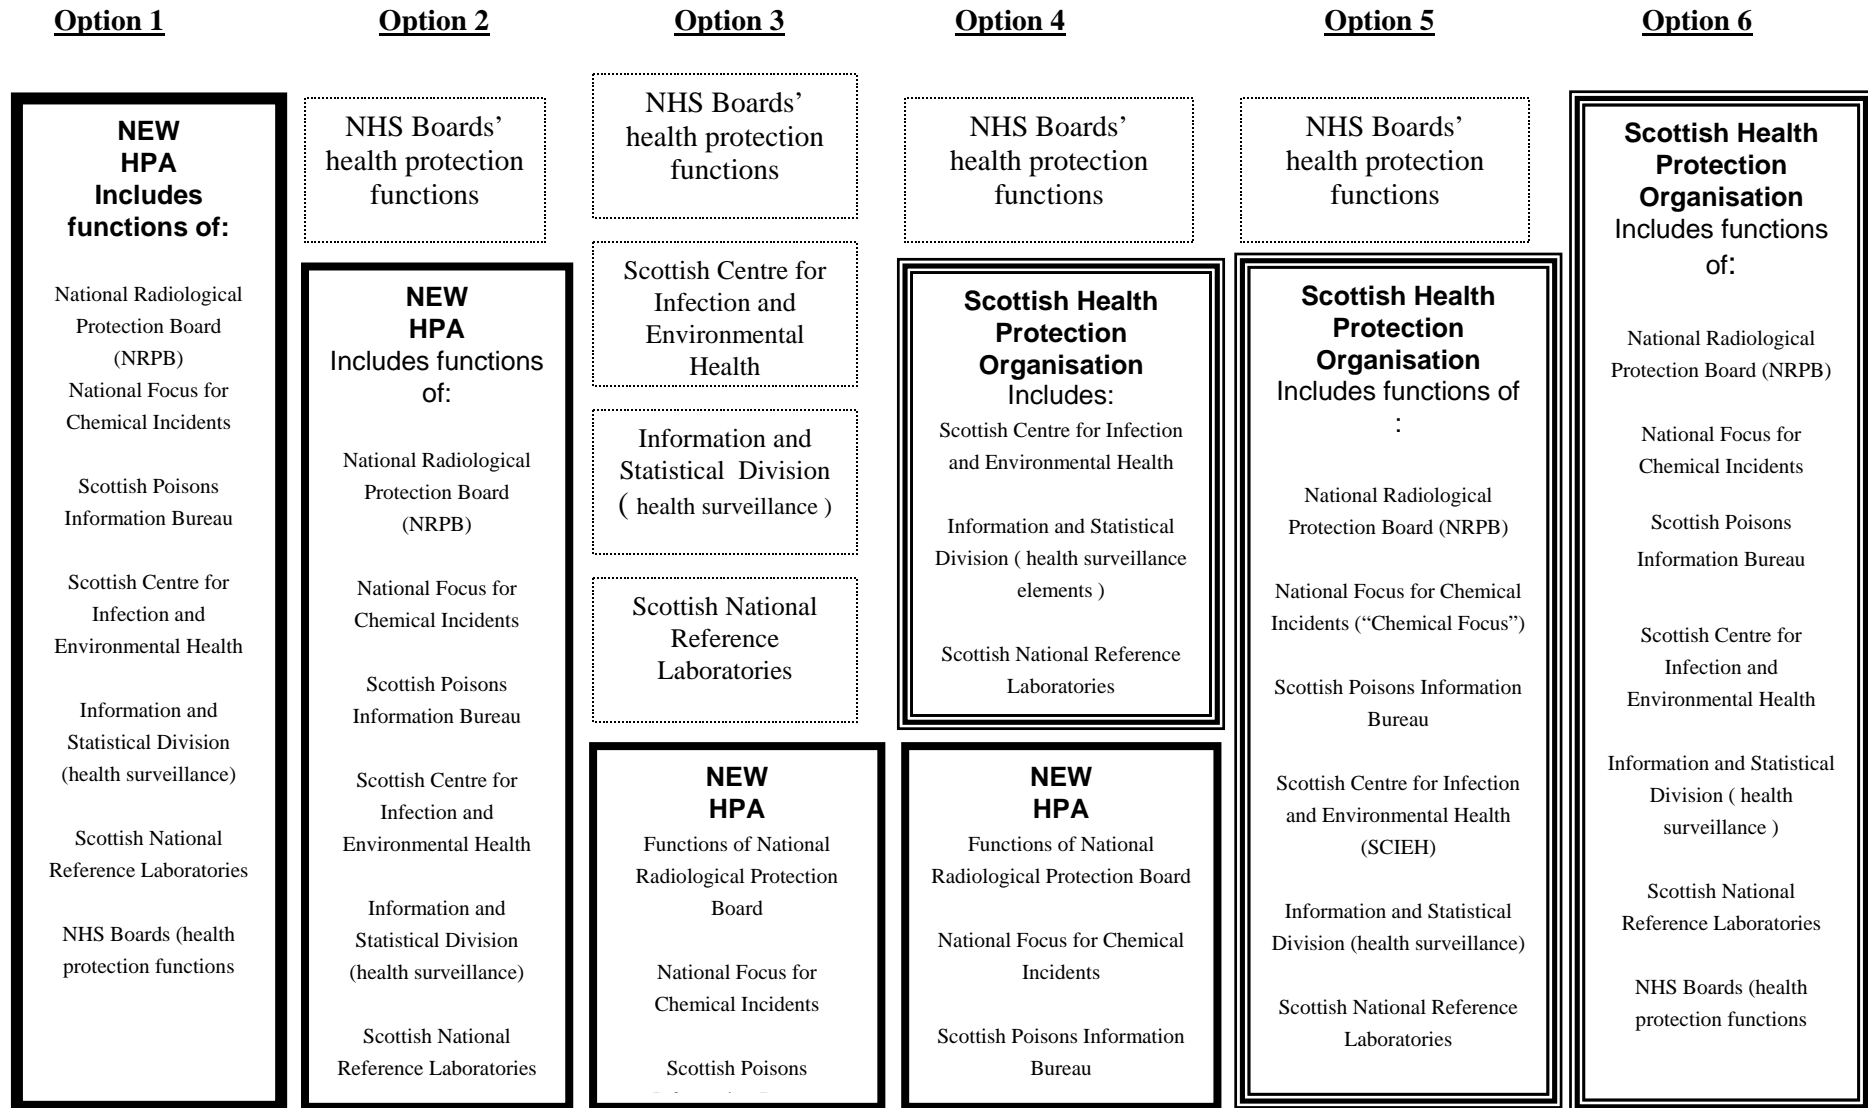 Option 1
Option 2
Option 3
Option 4
Option 5
Option 6
NEW
HPA
Includes
functions of:
National Radiological
Protection Board
(NRPB)
National Focus for
Chemical Incidents
Scottish Poisons
Information Bureau
Scottish Centre for
Infection and
Environmental Health
Information and
Statistical Division
(health surveillance)
Scottish National
Reference Laboratories
NHS Boards (health
protection functions
NHS Boards’
health protection
functions
NEW
HPA
Includes functions
of:
National Radiological
Protection Board
(NRPB)
National Focus for
Chemical Incidents
Scottish Poisons
Information Bureau
Scottish Centre for
Infection and
Environmental Health
Information and
Statistical Division
(health surveillance)
Scottish National
Reference Laboratories
NHS Boards’
health protection
functions
Scottish Centre for
Infection and
Environmental
Health
Information and
Statistical Division
( health surveillance )
Scottish National
Reference
Laboratories
NEW
HPA
Functions of National
Radiological Protection
Board
National Focus for
Chemical Incidents
Scottish Poisons
NHS Boards’
health protection
functions
Scottish Health
Protection
Organisation
Includes:
Scottish Centre for Infection
and Environmental Health
Information and Statistical
Division ( health surveillance
elements )
Scottish National Reference
Laboratories
NEW
HPA
Functions of National
Radiological Protection Board
National Focus for Chemical
Incidents
Scottish Poisons Information
Bureau
NHS Boards’
health protection
functions
Scottish Health
Protection
Organisation
Includes functions of
:
National Radiological
Protection Board (NRPB)
National Focus for Chemical
Incidents (“Chemical Focus”)
Scottish Poisons Information
Bureau
Scottish Centre for Infection
and Environmental Health
(SCIEH)
Information and Statistical
Division (health surveillance)
Scottish National Reference
Laboratories
Scottish Health
Protection
Organisation
Includes functions
of:
National Radiological
Protection Board (NRPB)
National Focus for
Chemical Incidents
Scottish Poisons
Information Bureau
Scottish Centre for
Infection and
Environmental Health
Information and Statistical
Division ( health
surveillance )
Scottish National
Reference Laboratories
NHS Boards (health
protection functions